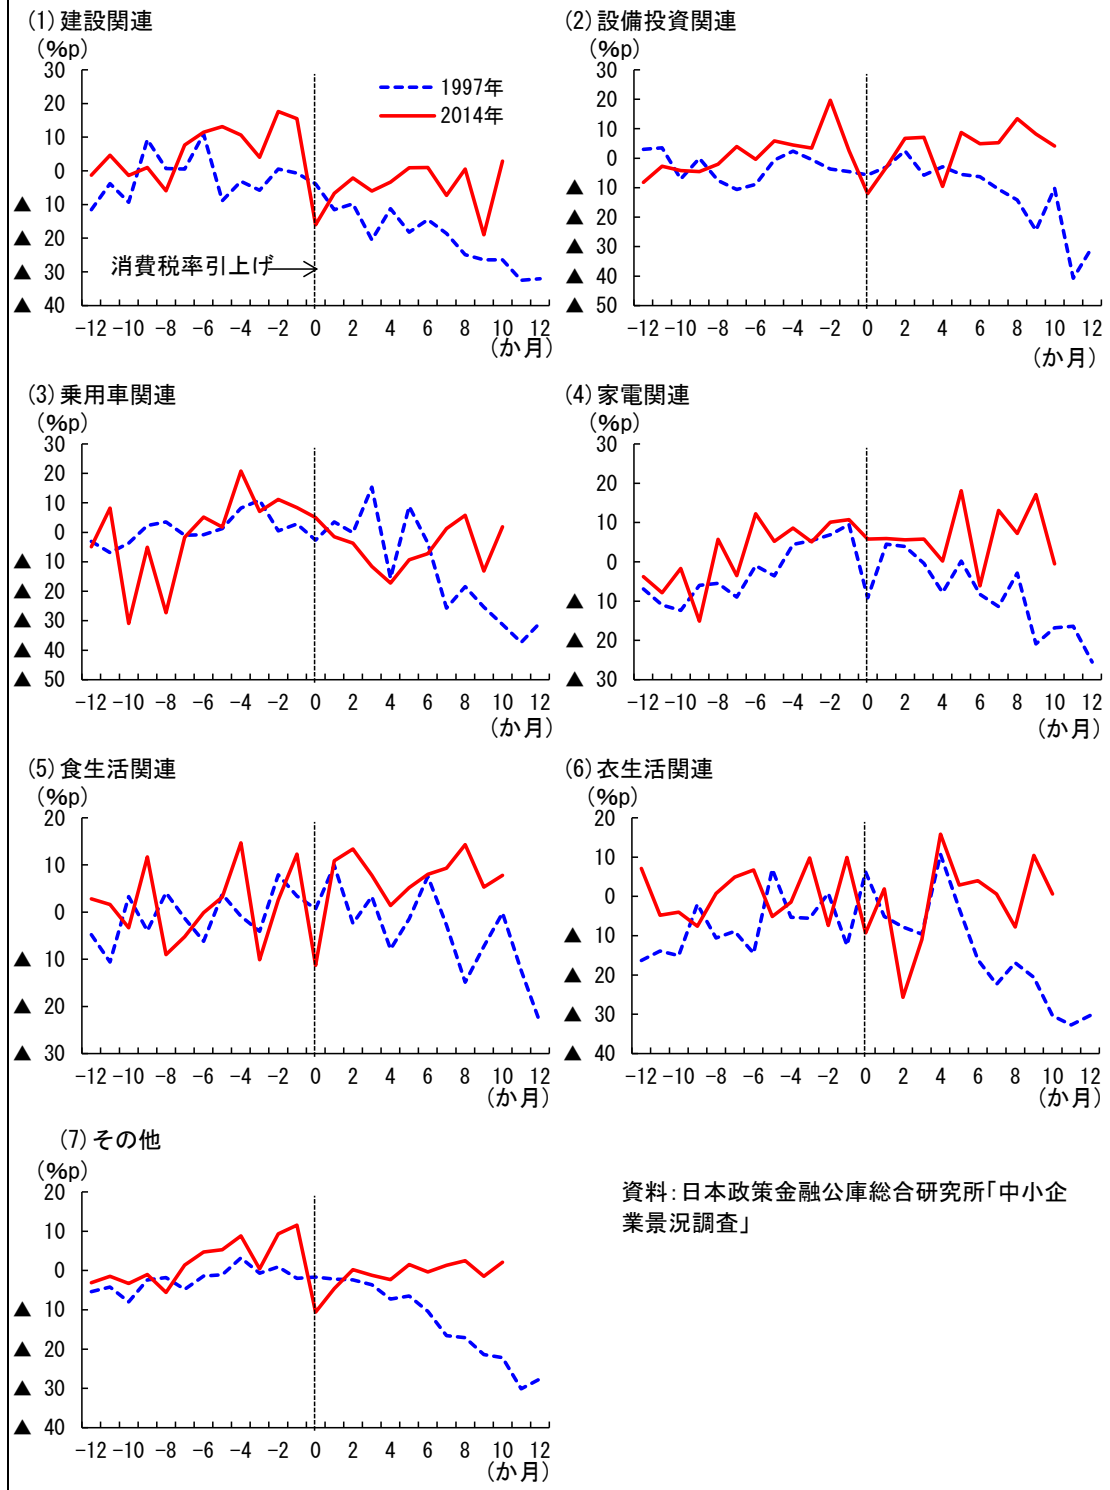 (1)建設関連
(%p)
30
20
10
0
▲ 10
▲ 20
▲ 30
▲ 40
1997年
2014年
消費税率引上げ
-12 -10 -8 -6 -4 -2 0 2 4 6 8 10 12
(か月)
(2)設備投資関連
(%p)
30
20
10
0
▲ 10
▲ 20
▲ 30
▲ 40
▲ 50
-12 -10 -8 -6 -4 -2 0 2 4 6 8 10 12
(か月)
(3)乗用車関連
(%p)
30
20
10
0
▲ 10
▲ 20
▲ 30
▲ 40
▲ 50
-12 -10 -8 -6 -4 -2 0 2 4 6 8 10 12
(か月)
(4)家電関連
(%p)
30
20
10
0
▲ 10
▲ 20
▲ 30
-12 -10 -8 -6 -4 -2 0 2 4 6 8 10 12
(か月)
(5)食生活関連
(%p)
20
10
0
▲ 10
▲ 20
▲ 30
-12 -10 -8 -6 -4 -2 0 2 4 6 8 10 12
(か月)
(6)衣生活関連
(%p)
20
10
0
▲ 10
▲ 20
▲ 30
▲ 40
-12 -10 -8 -6 -4 -2 0 2 4 6 8 10 12
(か月)
(7)その他
(%p)
20
10
0
▲ 10
▲ 20
▲ 30
▲ 40
-12 -10 -8 -6 -4 -2 0 2 4 6 8 10 12
(か月)
資料:日本政策金融公庫総合研究所「中小企
業景況調査」